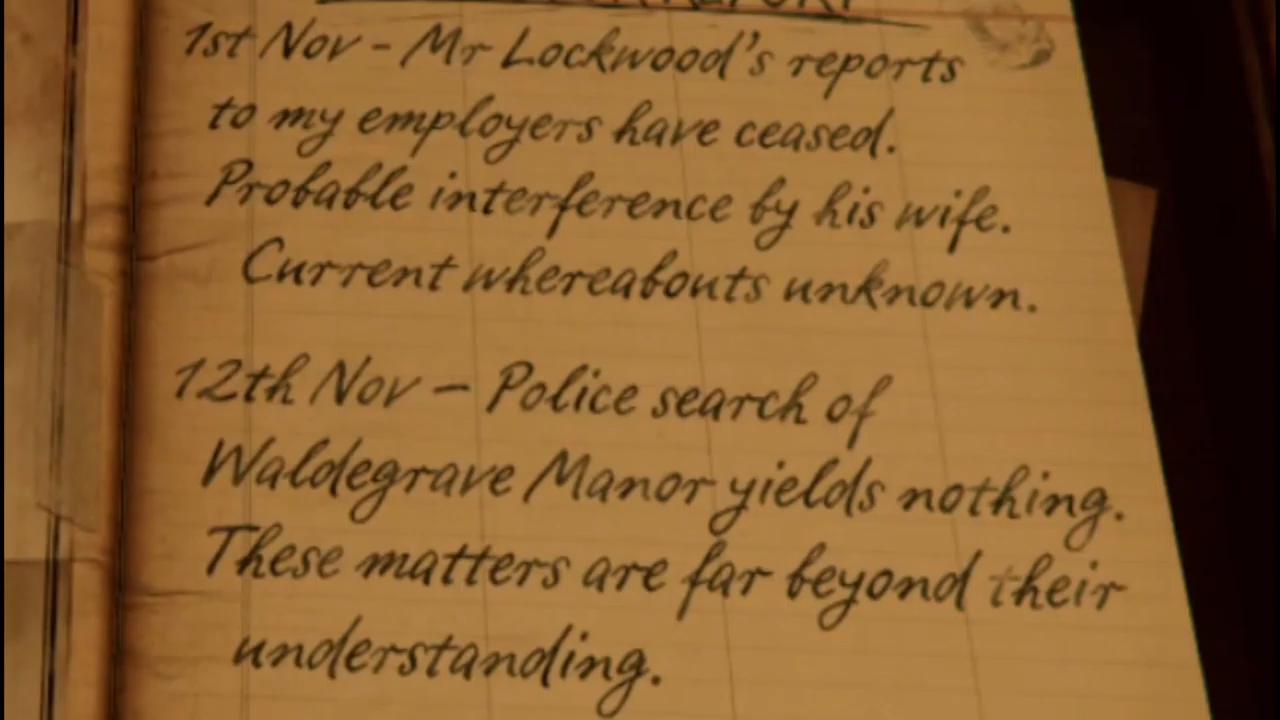 1st Nov - Mr Lockwood's reports
to my employers have ceased.
Probable interference by his wife.
Current whereabouts unknown.
12th Nov – Police search of
Waldegrave Manor yields nothing.
These matters are far beyond their
understanding.